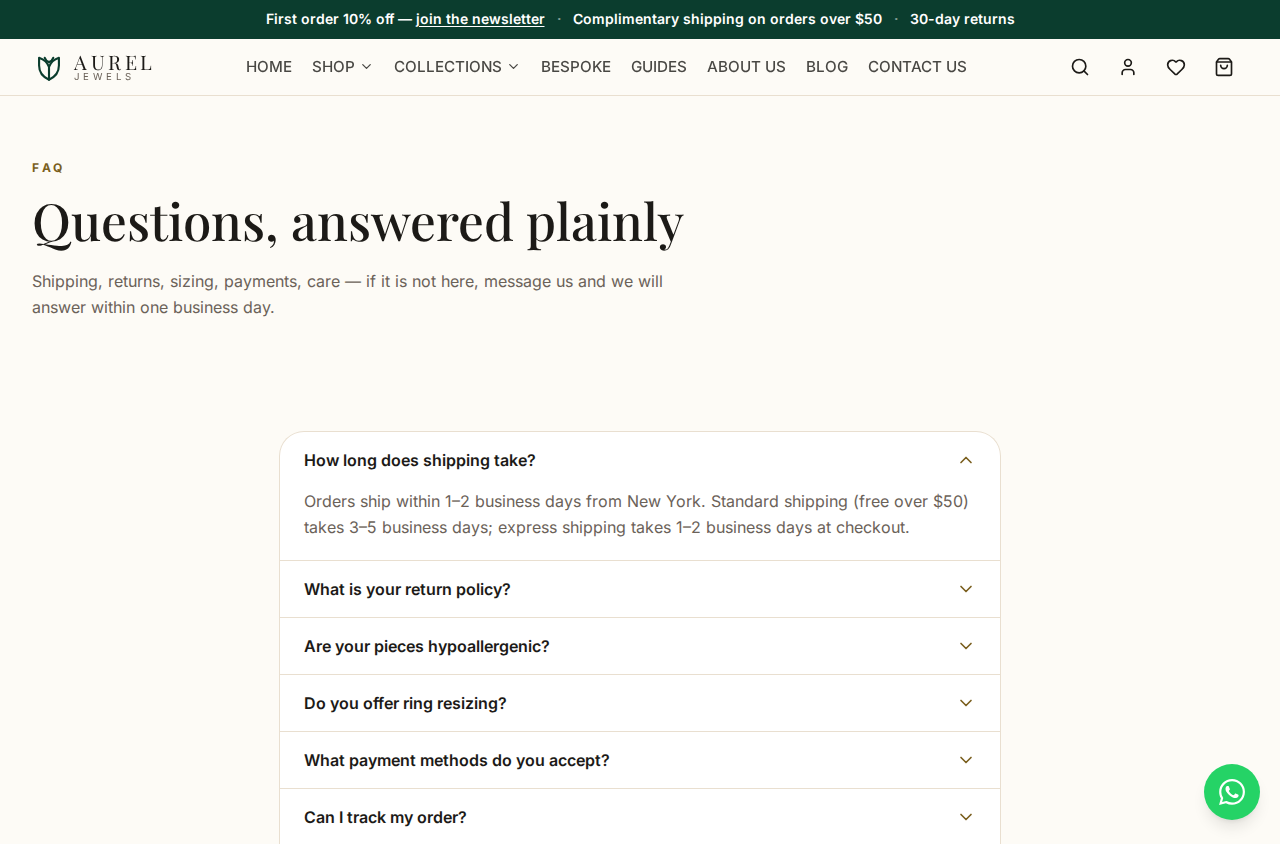 First order 10% off — join the newsletter · Complimentary shipping on orders over $50 · 30-day returns
AUREL
JEWELS
HOME SHOP COLLECTIONS BESPOKE GUIDES ABOUT US BLOG CONTACT US
FAQ
Questions, answered plainly
Shipping, returns, sizing, payments, care — if it is not here, message us and we will
answer within one business day.
How long does shipping take?
Orders ship within 1–2 business days from New York. Standard shipping (free over $50)
takes 3–5 business days; express shipping takes 1–2 business days at checkout.
What is your return policy?
Are your pieces hypoallergenic?
Do you offer ring resizing?
What payment methods do you accept?
Can I track my order?